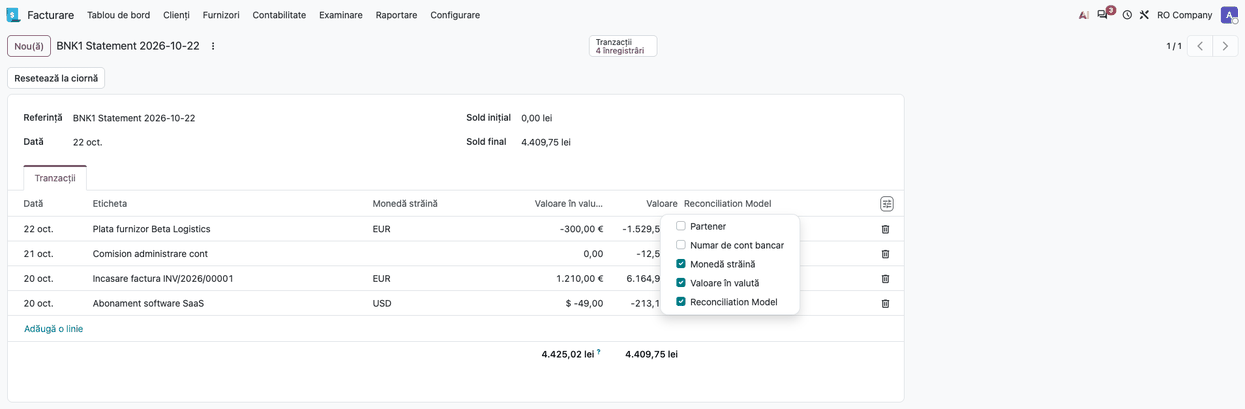 Facturare Tablou de bord Clienți Furnizori Contabilitate Examinare Raportare Configurare AI 3 RO Company A
Nou(ă) BNK1 Statement 2026-10-22 Tranzacții 1 / 1
4 înregistrări
Resetează la ciornă
Referință BNK1 Statement 2026-10-22 Sold inițial 0,00 lei
Dată 22 oct. Sold final 4.409,75 lei
Tranzacții
Dată Eticheta Monedă străină Valoare în valu... Valoare Reconciliation Model
22 oct. Plata furnizor Beta Logistics EUR -300,00 € -1.529,5
21 oct. Comision administrare cont 0,00 -12,5
20 oct. Incasare factura INV/2026/00001 EUR 1.210,00 € 6.164,9
20 oct. Abonament software SaaS USD $ -49,00 -213,1
Partener
Numar de cont bancar
Monedă străină
Valoare în valută
Reconciliation Model
Adăugă o linie
4.425,02 lei ? 4.409,75 lei